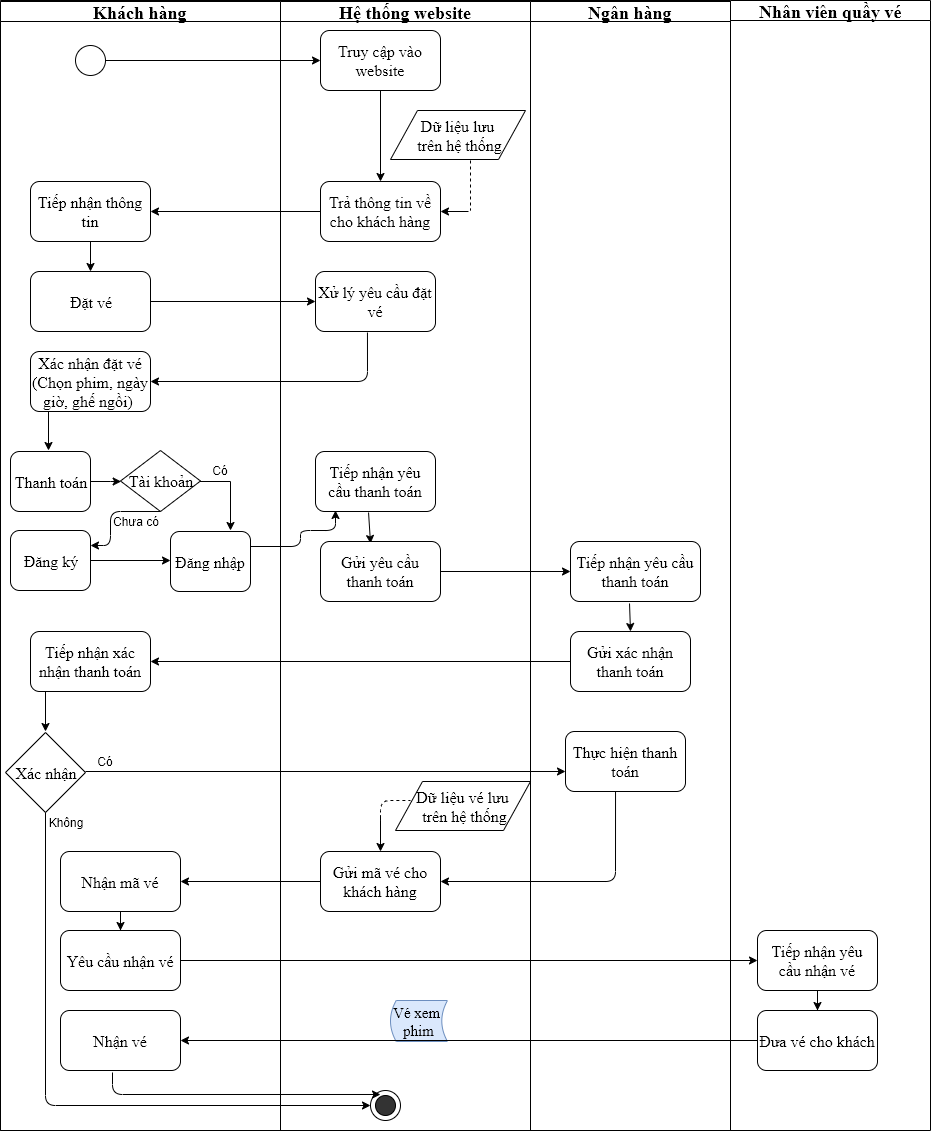 Khách hàng
Hệ thống website
Ngân hàng
Nhân viên quầy vé
Truy cập vào
website
Dữ liệu lưu
trên hệ thống
Tiếp nhận thông
tin
Trả thông tin về
cho khách hàng
Đặt vé
Xử lý yêu cầu đặt
vé
Xác nhận đặt vé
(Chọn phim, ngày
giờ, ghế ngồi)
Thanh toán
Tài khoản
Có
Chưa có
Tiếp nhận yêu
cầu thanh toán
Đăng ký
Đăng nhập
Gửi yêu cầu
thanh toán
Tiếp nhận yêu cầu
thanh toán
Tiếp nhận xác
nhận thanh toán
Gửi xác nhận
thanh toán
Xác nhận
Có
Không
Thực hiện thanh
toán
Dữ liệu vé lưu
trên hệ thống
Nhận mã vé
Gửi mã vé cho
khách hàng
Yêu cầu nhận vé
Tiếp nhận yêu
cầu nhận vé
Vé xem
phim
Nhận vé
Đưa vé cho khách